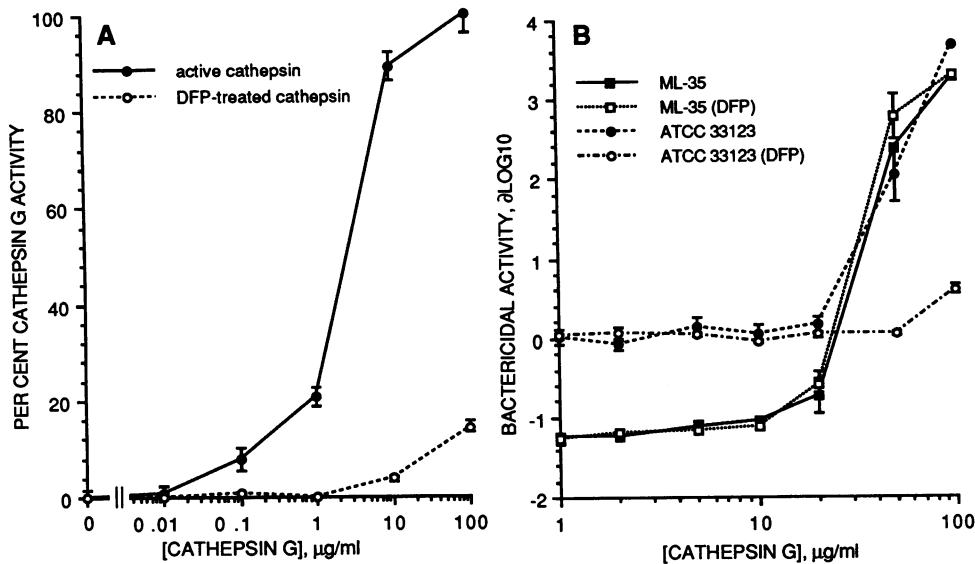 A
active cathepsin
DFP-treated cathepsin
PER CENT CATHEPSIN G ACTIVITY
100
80
60
40
20
0
0
0.01
0.1
1
10
100
[CATHEPSIN G], µg/ml
B
ML-35
ML-35 (DFP)
ATCC 33123
ATCC 33123 (DFP)
BACTERICIDAL ACTIVITY, ∂LOG10
4
3
2
1
0
-1
-2
1
10
100
[CATHEPSIN G], µg/ml